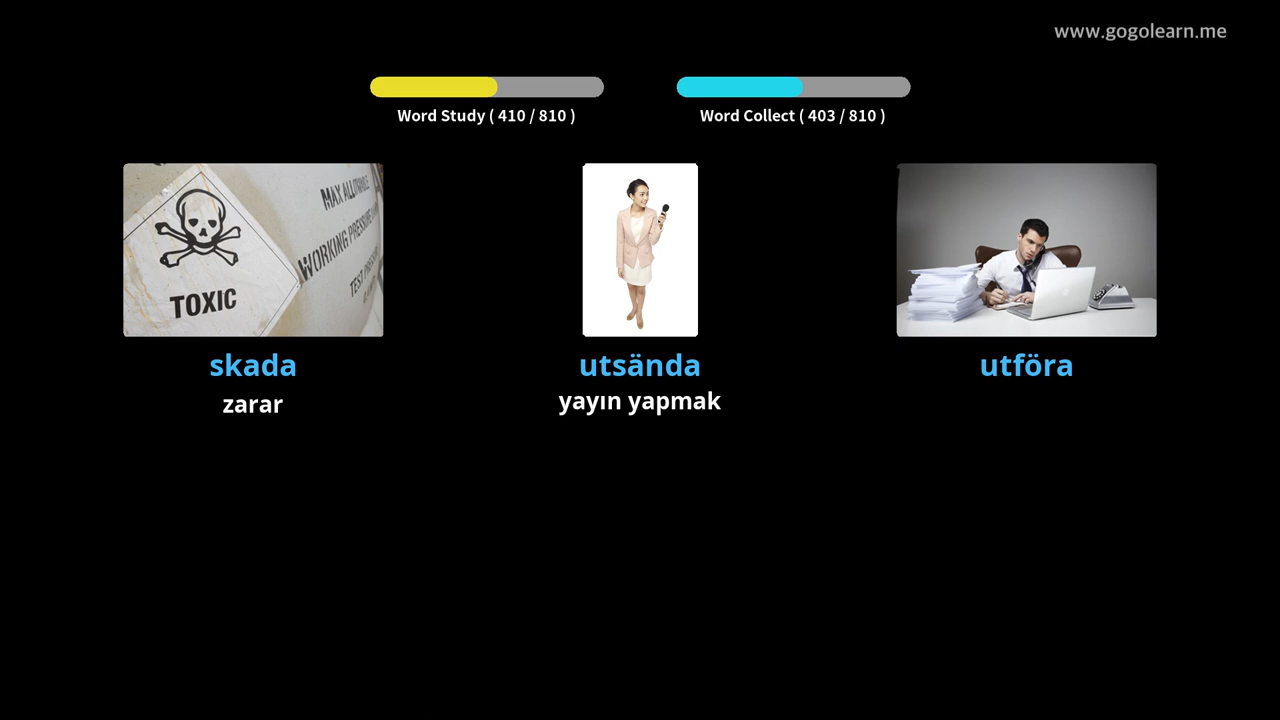 www.gogolearn.me
Word Study ( 410 / 810 )
Word Collect ( 403 / 810 )
TOXIC
MAX ALLOWABLE
WORKING PRESSURE
TEST
skada
utsända
utföra
zarar
yayın yapmak